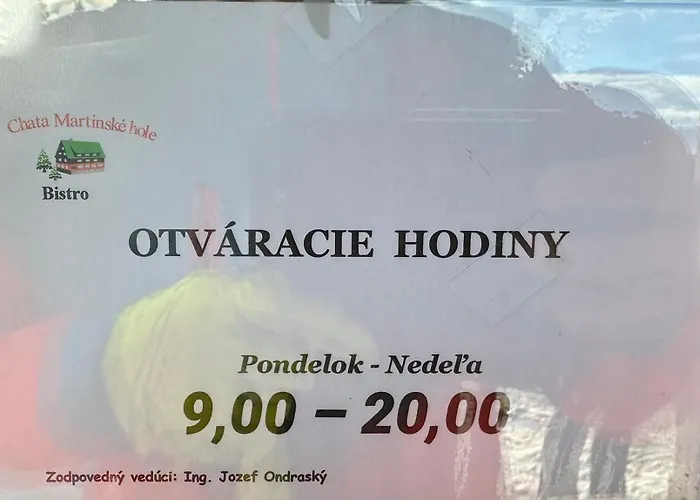 Chata Martinské hole
Bistro
OTVÁRACIE HODINY
Pondelok - Nedeľa
9,00 – 20,00
Zodpovedný vedúci: Ing. Jozef Ondraský